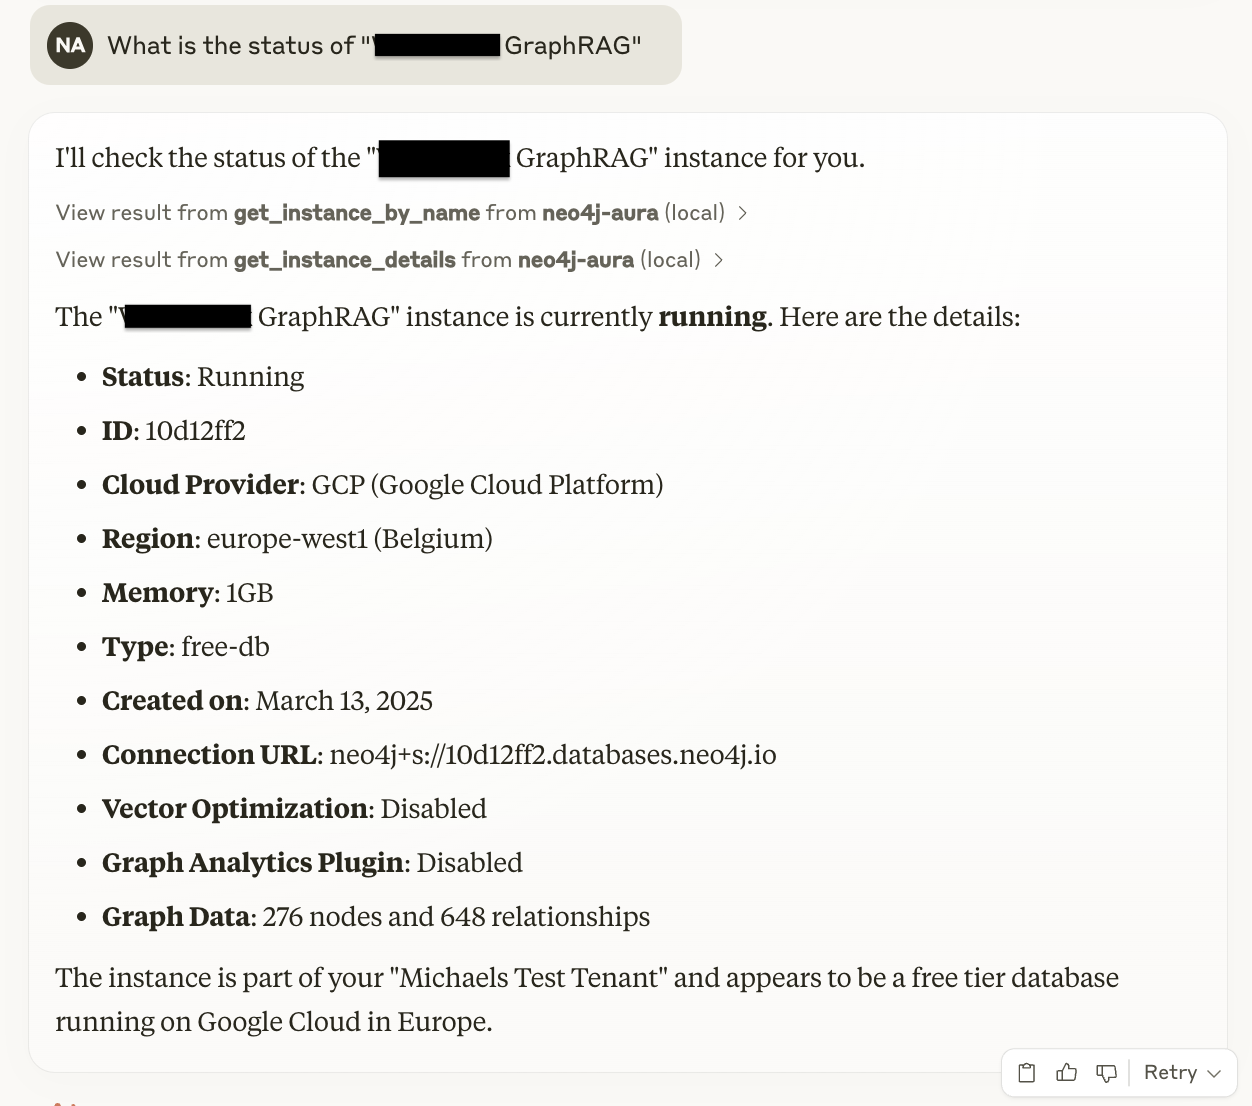 NA What is the status of " GraphRAG"
I'll check the status of the " GraphRAG" instance for you.
View result from get_instance_by_name from neo4j-aura (local)
View result from get_instance_details from neo4j-aura (local)
The " GraphRAG" instance is currently running. Here are the details:
• Status: Running
• ID: 10d12ff2
• Cloud Provider: GCP (Google Cloud Platform)
• Region: europe-west1 (Belgium)
• Memory: 1GB
• Type: free-db
• Created on: March 13, 2025
• Connection URL: neo4j+s://10d12ff2.databases.neo4j.io
• Vector Optimization: Disabled
• Graph Analytics Plugin: Disabled
• Graph Data: 276 nodes and 648 relationships
The instance is part of your "Michaels Test Tenant" and appears to be a free tier database
running on Google Cloud in Europe.
Retry